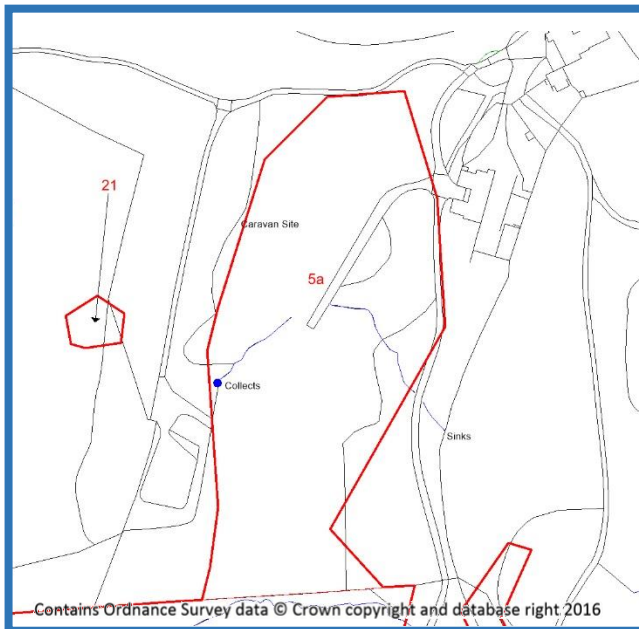 21
Caravan Site
5a
Collects
Sinks
Contains Ordnance Survey data © Crown copyright and database right 2016